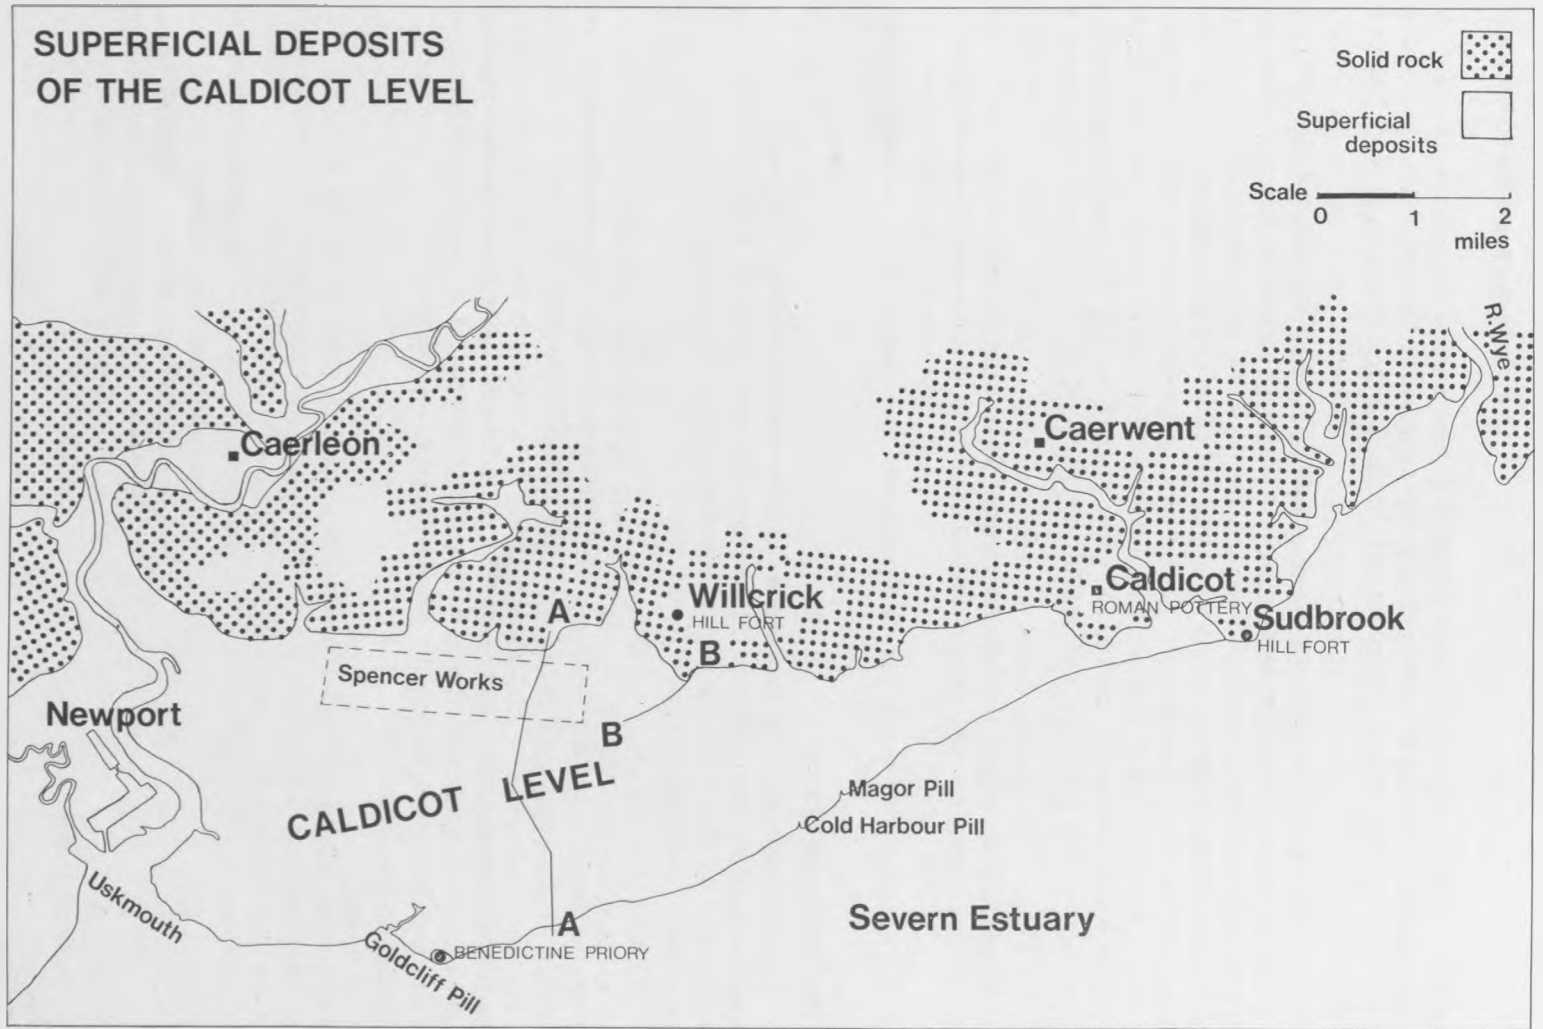 SUPERFICIAL DEPOSITS
OF THE CALDICOT LEVEL
Solid rock
Superficial
deposits
Scale
0 1 2
miles
R.Wye
Caerleon
Caerwent
Caldicot
ROMAN POTTERY
Sudbrook
HILL FORT
Willcrick
HILL FORT
A
B
Spencer Works
Newport
B
CALDICOT LEVEL
Magor Pill
Cold Harbour Pill
Uskmouth
Severn Estuary
A
Goldcliff Pill
BENEDICTINE PRIORY